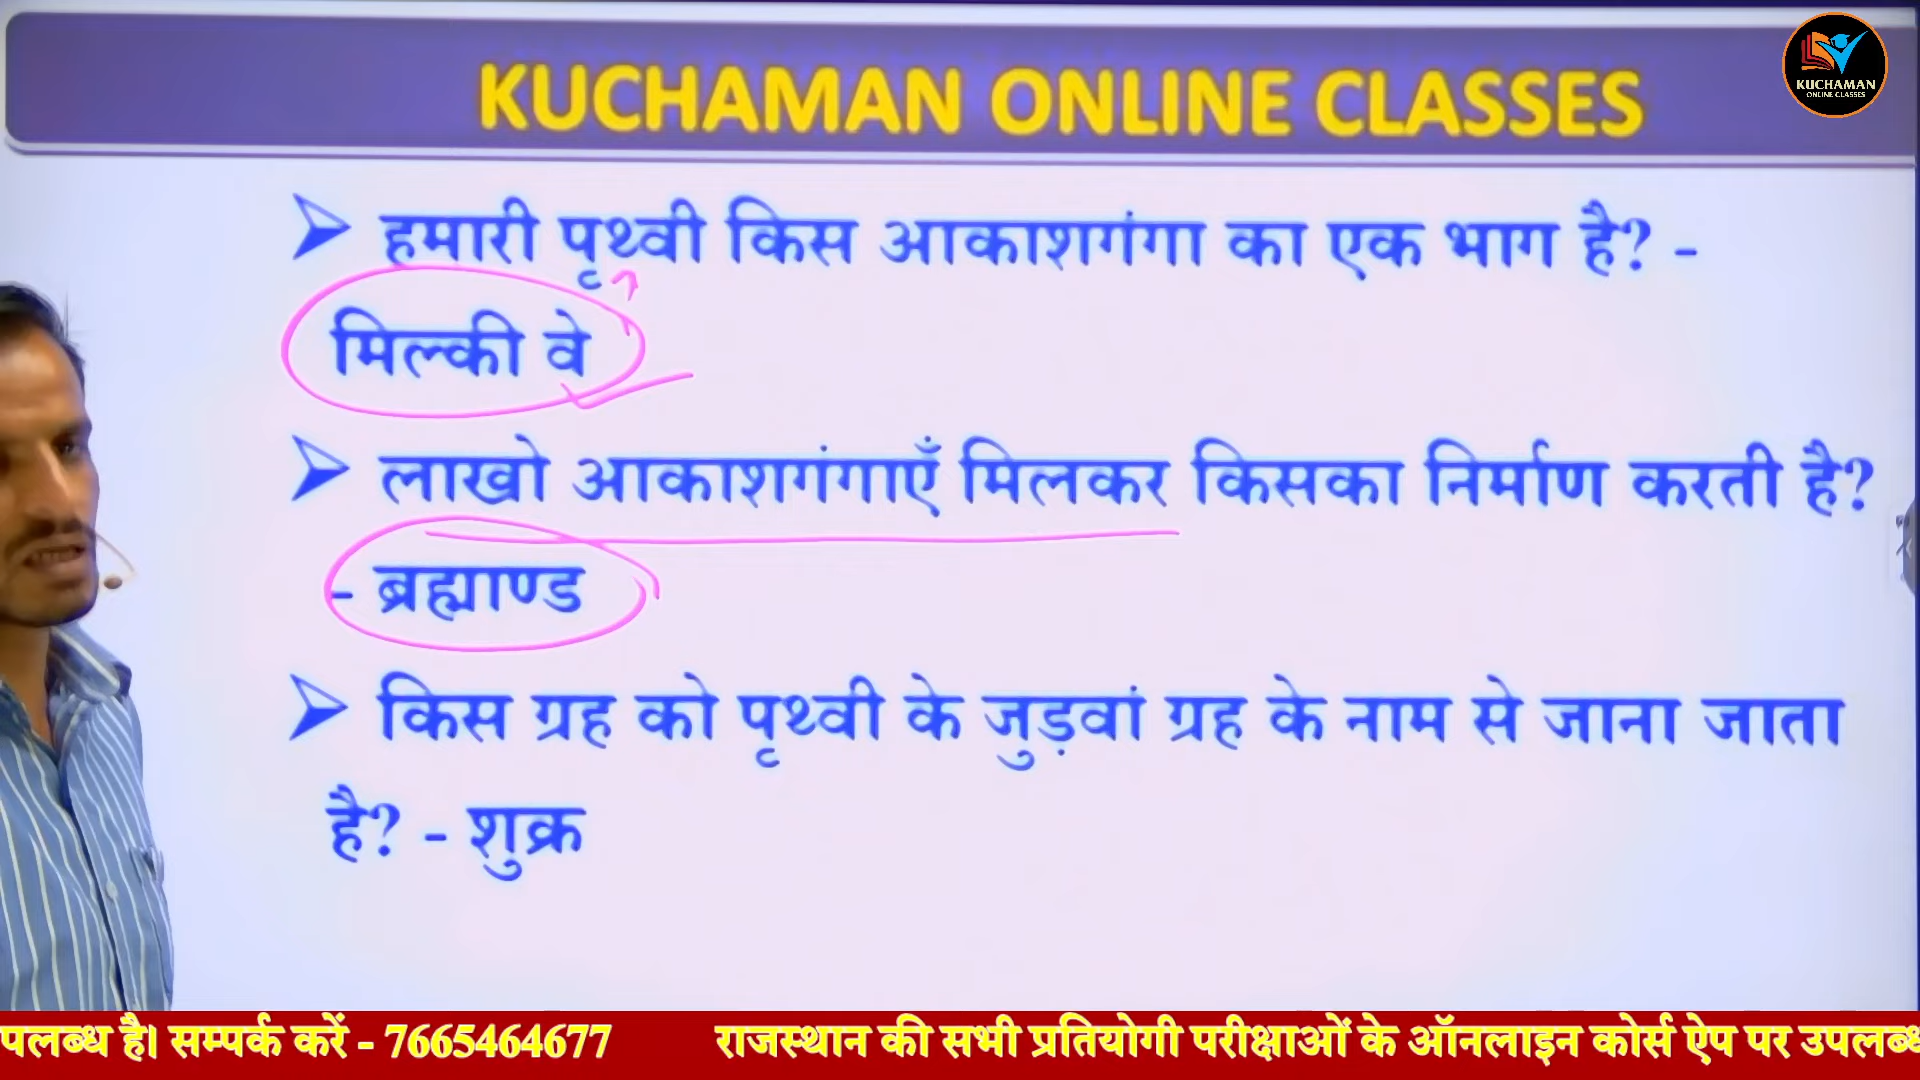 KUCHAMAN ONLINE CLASSES
KUCHAMAN
ONLINE CLASSES
➤ हमारी पृथ्वी किस आकाशगंगा का एक भाग है? -
मिल्की वे
➤ लाखो आकाशगंगाएँ मिलकर किसका निर्माण करती है?
- ब्रह्माण्ड
➤ किस ग्रह को पृथ्वी के जुड़वां ग्रह के नाम से जाना जाता
है? - शुक्र
पलब्ध है। सम्पर्क करें - 7665464677 राजस्थान की सभी प्रतियोगी परीक्षाओं के ऑनलाइन कोर्स ऐप पर उपलब्ध